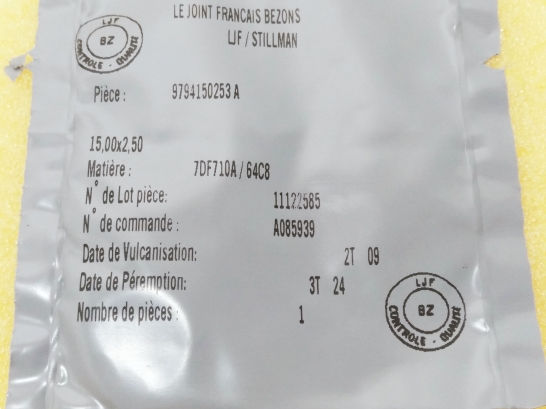 LE JOINT FRANCAIS BEZONS
LJF / STILLMAN
LJF
BZ
CONTROLE - QUALITE
Pièce : 9794150253 A
15,00x2,50
Matière : 7DF710A / 64C8
N° de Lot pièce: 11122585
N° de commande : A085939
Date de Vulcanisation: 2T 09
Date de Péremption: 3T 24
Nombre de pièces : 1
LJF
BZ
CONTROLE - QUALITE